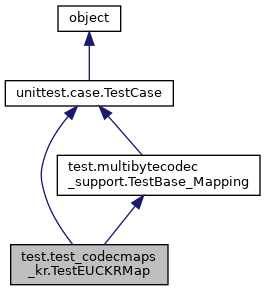 object
unittest.case.TestCase
test.multibytecodec
_support.TestBase_Mapping
test.test_codecmaps
_kr.TestEUCKRMap